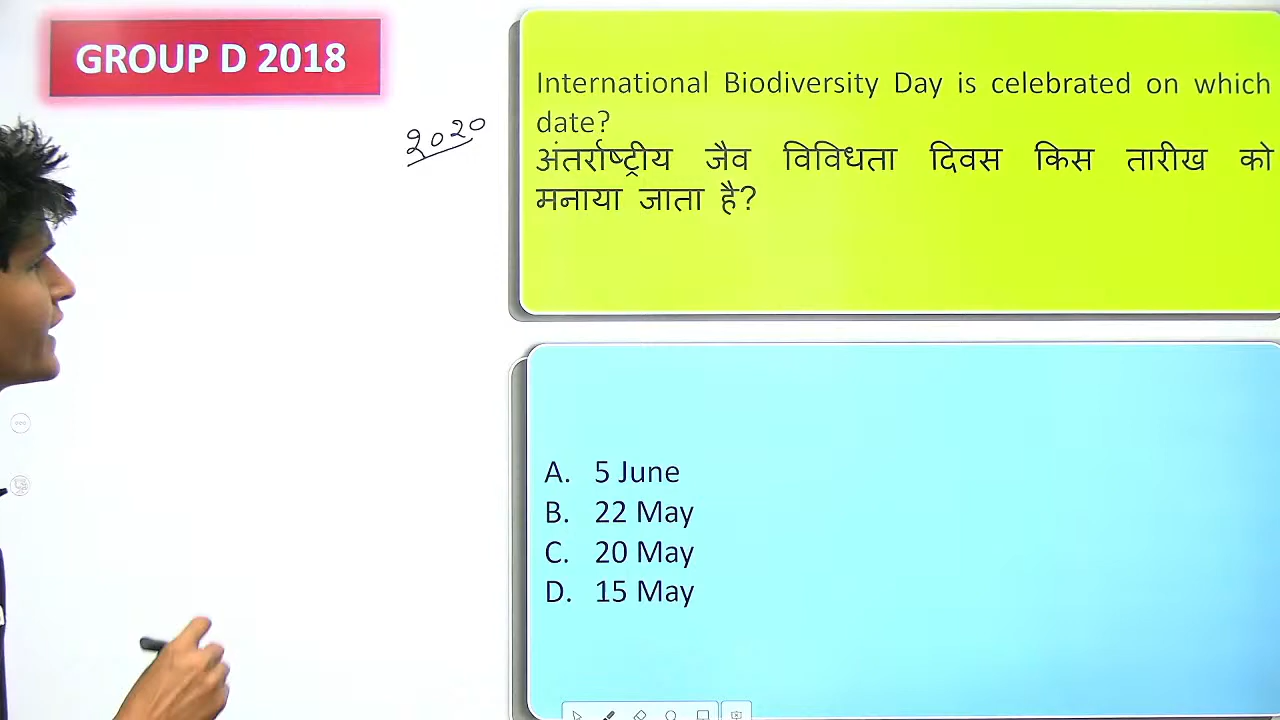 GROUP D 2018
2020
International Biodiversity Day is celebrated on which
date?
अंतर्राष्ट्रीय जैव विविधता दिवस किस तारीख को
मनाया जाता है?
A. 5 June
B. 22 May
C. 20 May
D. 15 May